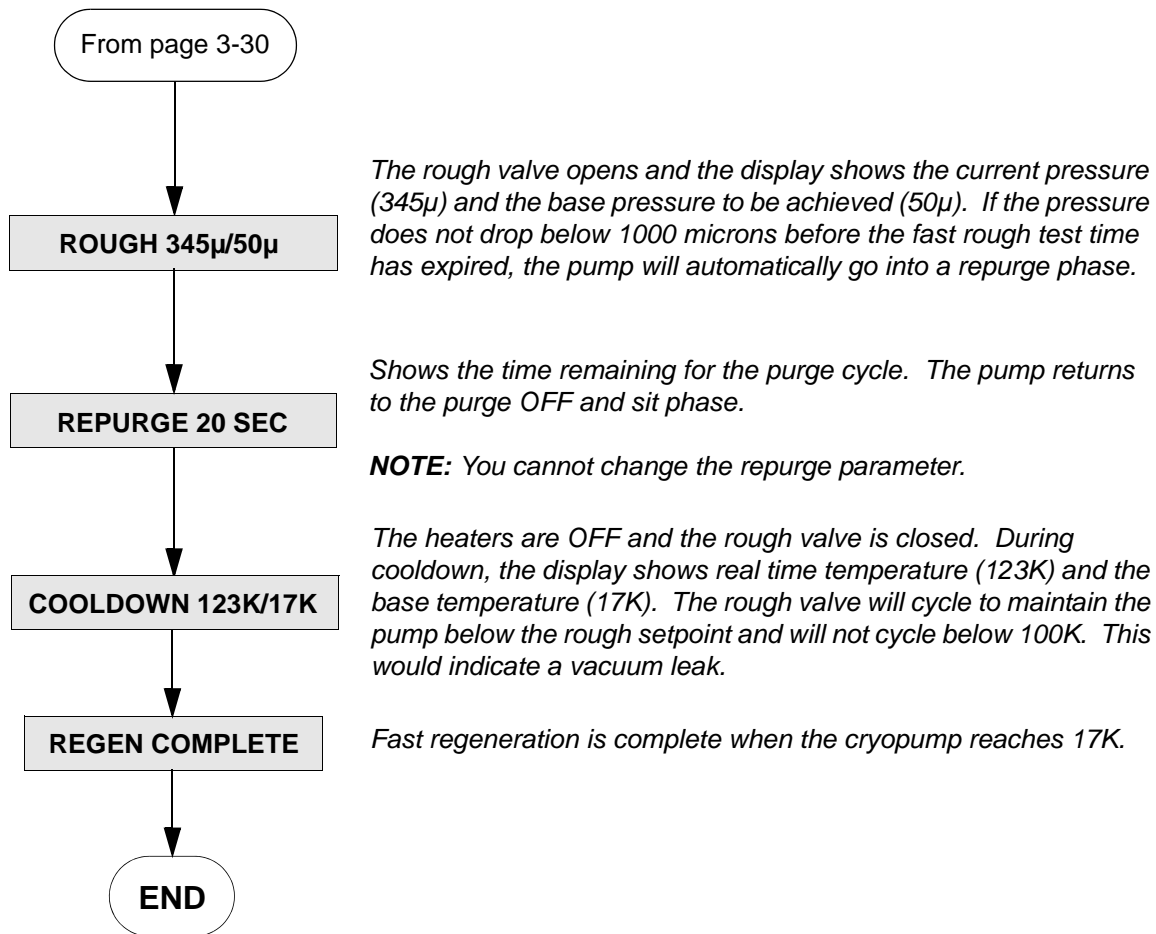 From page 3-30
The rough valve opens and the display shows the current pressure
(345µ) and the base pressure to be achieved (50µ). If the pressure
does not drop below 1000 microns before the fast rough test time
has expired, the pump will automatically go into a repurge phase.
ROUGH 345µ/50µ
Shows the time remaining for the purge cycle. The pump returns
to the purge OFF and sit phase.
REPURGE 20 SEC
NOTE: You cannot change the repurge parameter.
The heaters are OFF and the rough valve is closed. During
cooldown, the display shows real time temperature (123K) and the
base temperature (17K). The rough valve will cycle to maintain the
pump below the rough setpoint and will not cycle below 100K. This
would indicate a vacuum leak.
COOLDOWN 123K/17K
REGEN COMPLETE
Fast regeneration is complete when the cryopump reaches 17K.
END